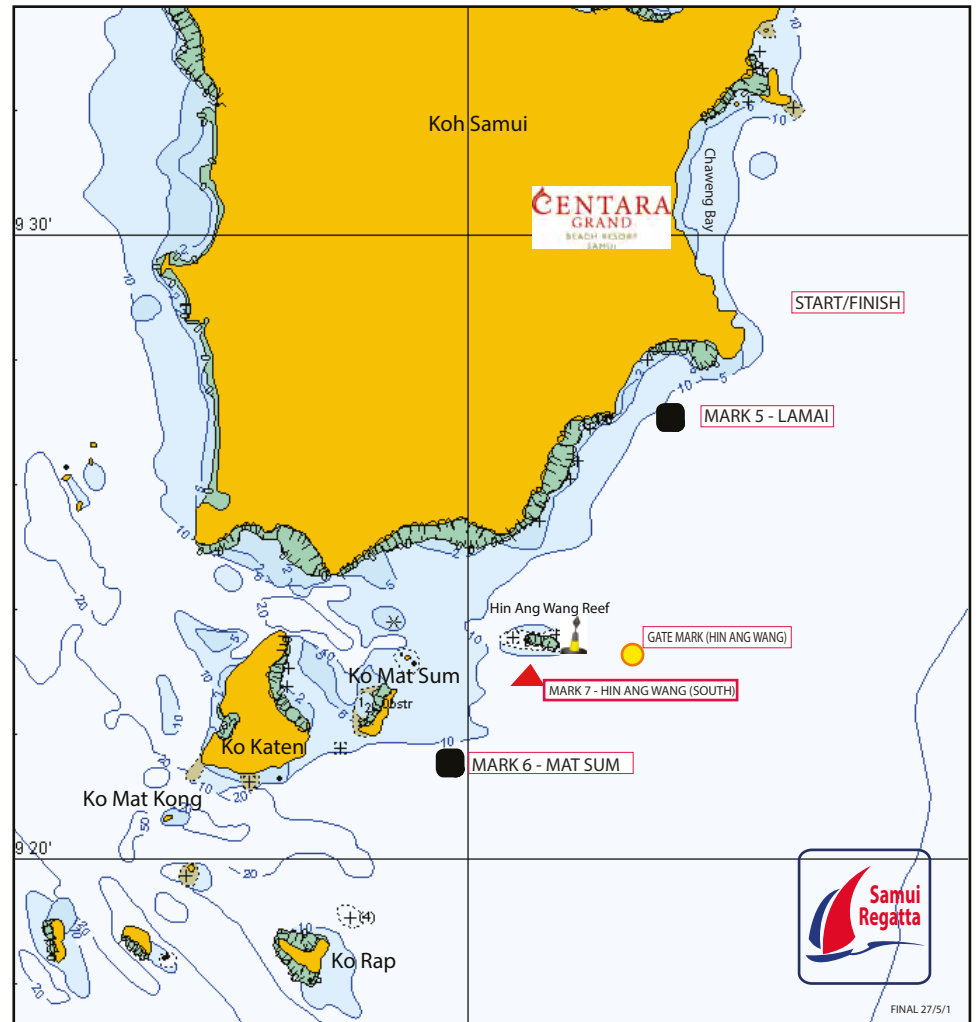 Koh Samui
Chaweng Bay
CENTARA
GRAND
BEACH RESORT
SAMUI
9 30'
START/FINISH
MARK 5 - LAMAI
Hin Ang Wang Reef
GATE MARK (HIN ANG WANG)
Ko Mat Sum
MARK 7 - HIN ANG WANG (SOUTH)
Obstr
Ko Katen
MARK 6 - MAT SUM
Ko Mat Kong
9 20'
(4)
Ko Rap
Samui
Regatta
FINAL 27/5/1